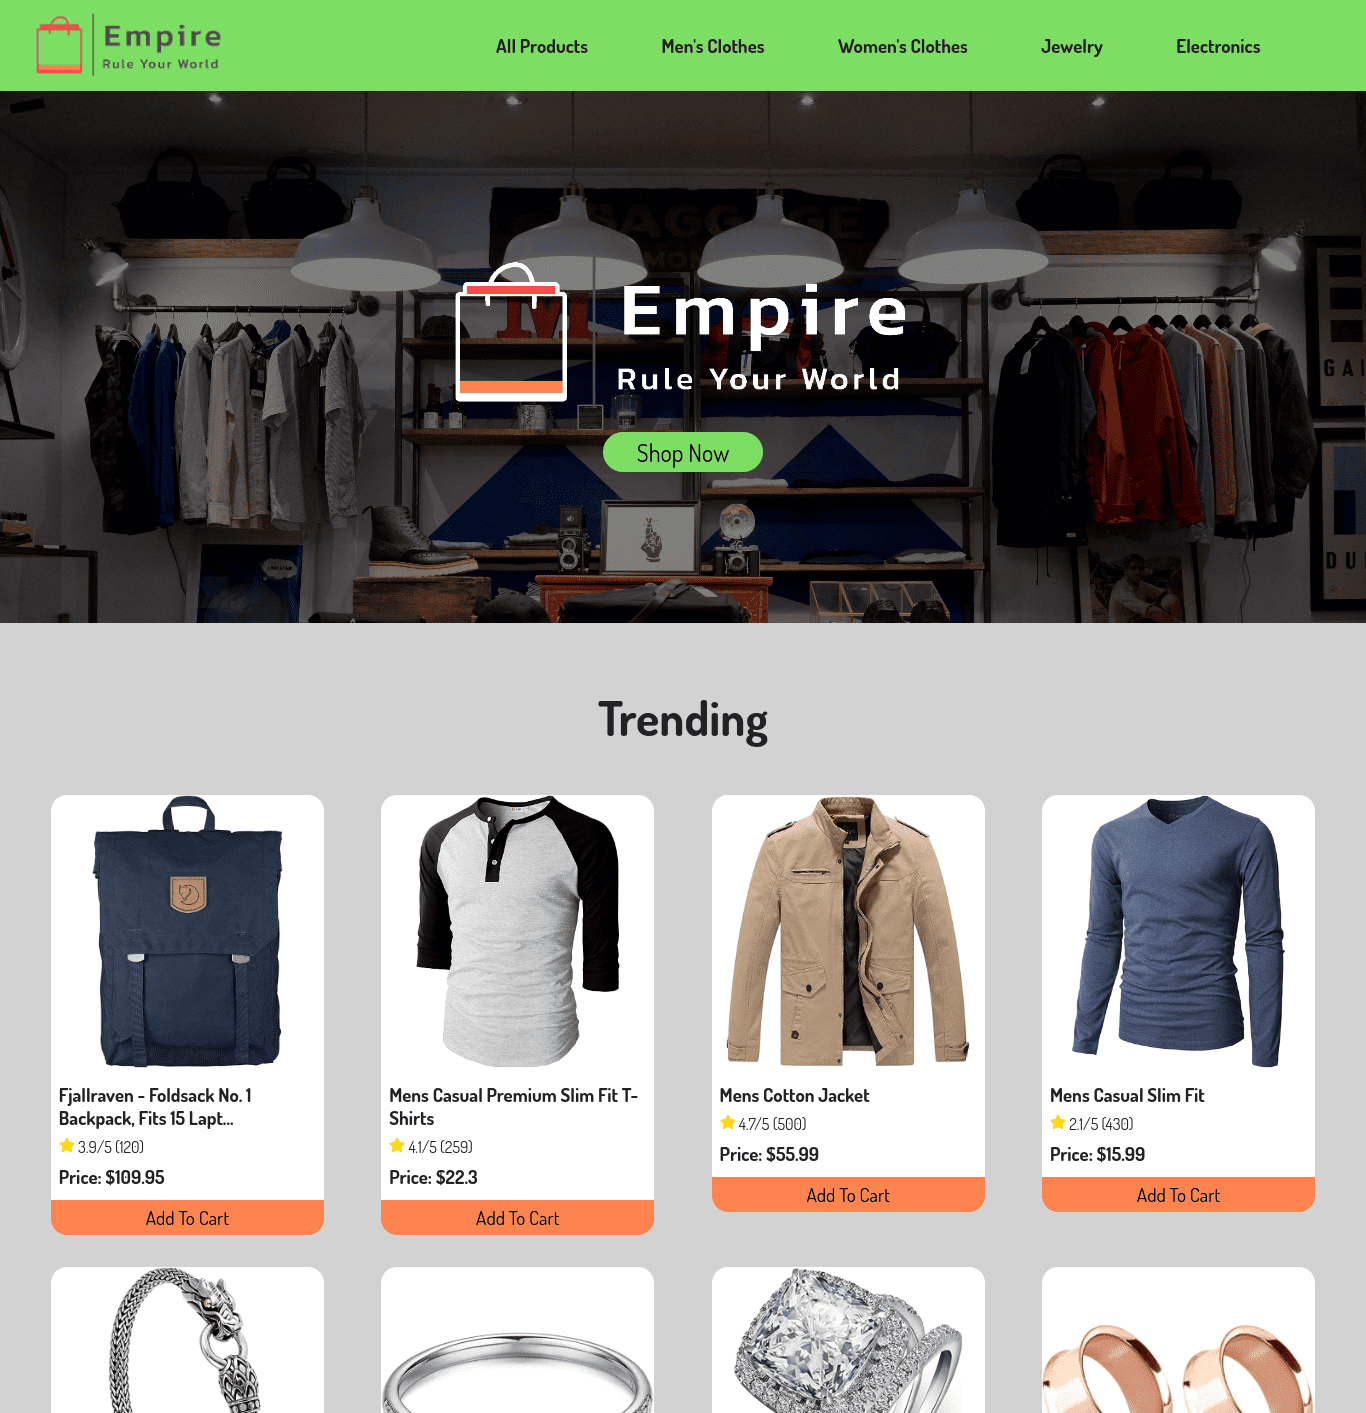 Empire
Rule Your World
All Products
Men's Clothes
Women's Clothes
Jewelry
Electronics
BAGGAGE
Empire
Rule Your World
Shop Now
Trending
Fjallraven - Foldsack No. 1
Backpack, Fits 15 Lapt...
3.9/5 (120)
Price: $109.95
Add To Cart
Mens Casual Premium Slim Fit T-
Shirts
4.1/5 (259)
Price: $22.3
Add To Cart
Mens Cotton Jacket
4.7/5 (500)
Price: $55.99
Add To Cart
Mens Casual Slim Fit
2.1/5 (430)
Price: $15.99
Add To Cart